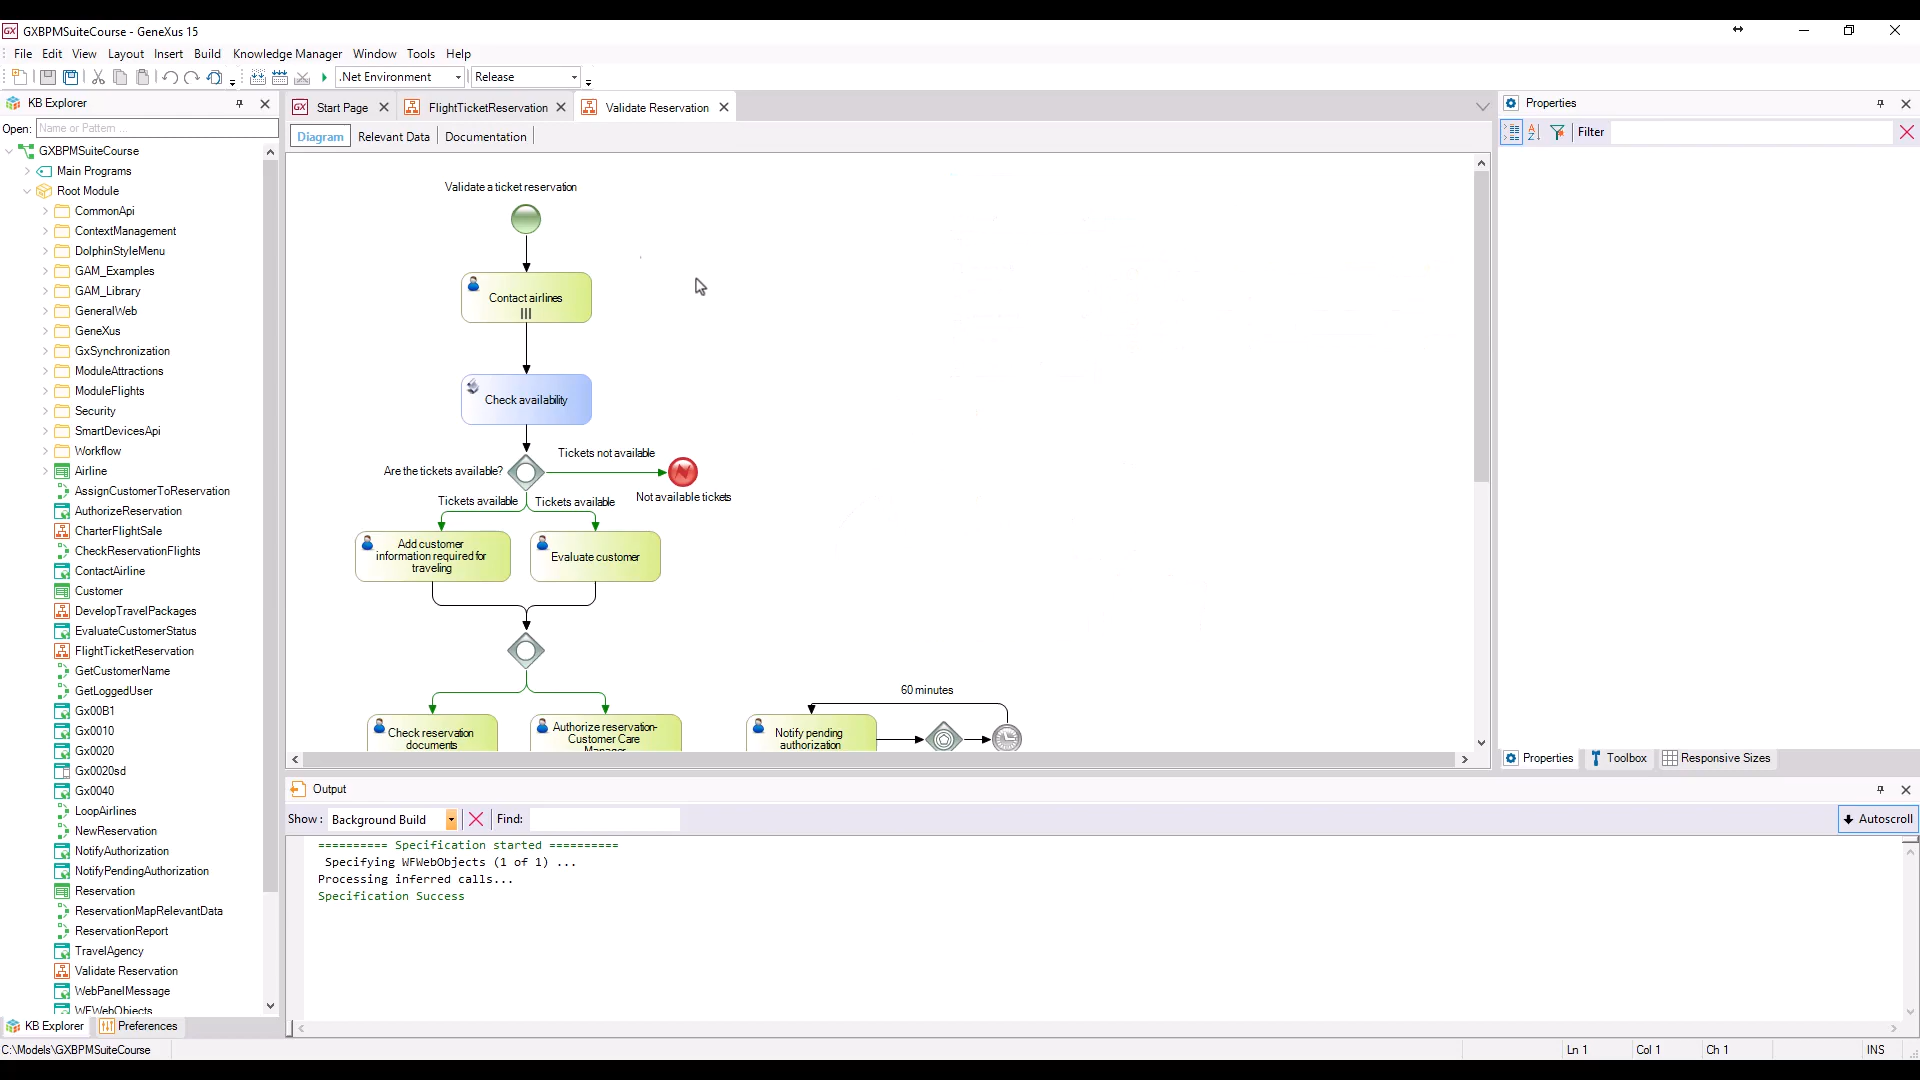 GXBPMSuiteCourse - GeneXus 15
File Edit View Layout Insert Build Knowledge Manager Window Tools Help
.Net Environment Release
KB Explorer
Open: Name or Pattern ...
GXBPMSuiteCourse
Main Programs
Root Module
CommonApi
ContextManagement
DolphinStyleMenu
GAM_Examples
GAM_Library
GeneralWeb
GeneXus
GxSynchronization
ModuleAttractions
ModuleFlights
Security
SmartDevicesApi
Workflow
Airline
AssignCustomerToReservation
AuthorizeReservation
CharterFlightSale
CheckReservationFlights
ContactAirline
Customer
DevelopTravelPackages
EvaluateCustomerStatus
FlightTicketReservation
GetCustomerName
GetLoggedUser
Gx00B1
Gx0010
Gx0020
Gx0020sd
Gx0040
LoopAirlines
NewReservation
NotifyAuthorization
NotifyPendingAuthorization
Reservation
ReservationMapRelevantData
ReservationReport
TravelAgency
Validate Reservation
WebPanelMessage
WFWebObjects
KB Explorer Preferences
Start Page FlightTicketReservation Validate Reservation
Diagram Relevant Data Documentation
Validate a ticket reservation
Contact airlines
Check availability
Tickets not available
Are the tickets available?
Not available tickets
Tickets available Tickets available
Add customer
information required for
traveling
Evaluate customer
60 minutes
Check reservation
documents
Authorize reservation-
Customer Care
Manager
Notify pending
authorization
Properties
Filter
Properties Toolbox Responsive Sizes
Output
Show: Background Build Find:
Autoscroll
========== Specification started ==========
Specifying WFWebObjects (1 of 1) ...
Processing inferred calls...
Specification Success
C:\Models\GXBPMSuiteCourse
Ln 1 Col 1 Ch 1 INS